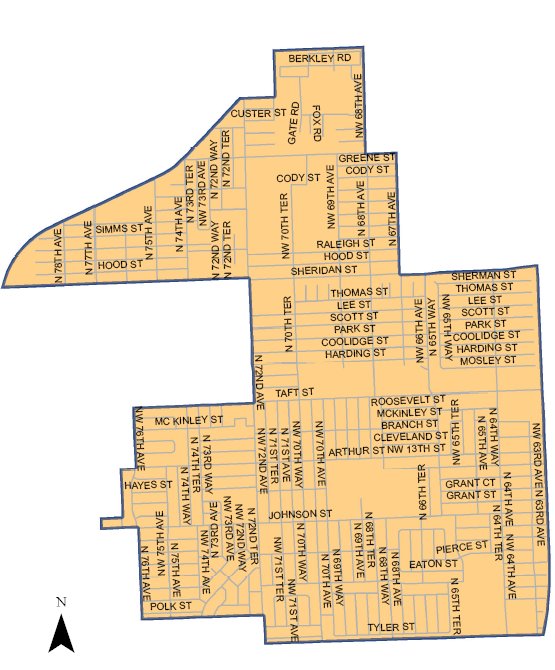 BERKLEY RD
NW 68TH AVE
CUSTER ST
GATE RD
FOX RD
GREENE ST
CODY ST
CODY ST
N 72ND TER
N 72ND WAY
NW 73RD AVE
N 73RD TER
N 74TH AVE
N 75TH AVE
NW 70TH TER
NW 69TH AVE
N 68TH AVE
N 67TH AVE
SIMMS ST
HOOD ST
N 78TH AVE
N 77TH AVE
N 72ND WAY
N 72ND TER
RALEIGH ST
HOOD ST
SHERIDAN ST
SHERMAN ST
THOMAS ST
LEE ST
SCOTT ST
PARK ST
COOLIDGE ST
HARDING ST
MOSLEY ST
THOMAS ST
LEE ST
SCOTT ST
PARK ST
COOLIDGE ST
HARDING ST
N 70TH TER
NW 66TH AVE
N 65TH WAY
NW 65TH WAY
N 72ND AVE
TAFT ST
ROOSEVELT ST
MCKINLEY ST
BRANCH ST
CLEVELAND ST
ARTHUR ST
NW 13TH ST
NW 76TH AVE
MC KINLEY ST
N 74TH TER
N 73RD WAY
NW 72ND AVE
N 71ST TER
N 71ST AVE
NW 70TH WAY
NW 70TH AVE
NW 65TH TER
N 65TH AVE
N 64TH WAY
NW 63RD AVE
N 63RD AVE
HAYES ST
N 74TH WAY
N 66TH TER
GRANT CT
GRANT ST
N 64TH AVE
N 64TH TER
NW 64TH AVE
JOHNSON ST
N 76TH AVE
NW 75TH AVE
N 75TH AVE
NW 74TH AVE
N 73RD AVE
NW 73RD AVE
NW 72ND WAY
N 72ND TER
NW 71ST TER
NW 71ST AVE
N 70TH WAY
N 70TH AVE
N 69TH WAY
N 69TH AVE
N 68TH TER
N 68TH WAY
N 68TH AVE
PIERCE ST
EATON ST
N 65TH TER
POLK ST
TYLER ST
N